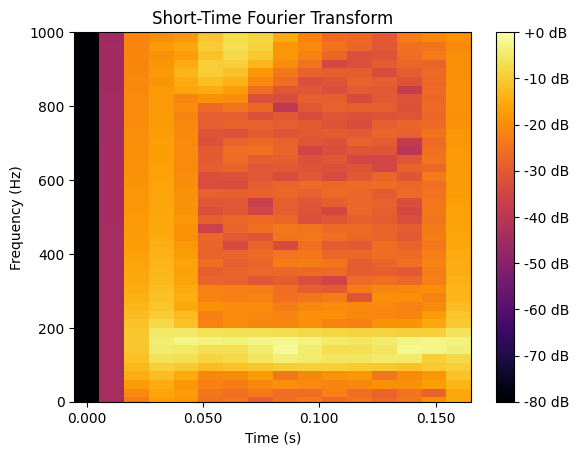 Short-Time Fourier Transform
Frequency (Hz)
1000
800
600
400
200
0
0.000
0.050
0.100
0.150
Time (s)
+0 dB
-10 dB
-20 dB
-30 dB
-40 dB
-50 dB
-60 dB
-70 dB
-80 dB